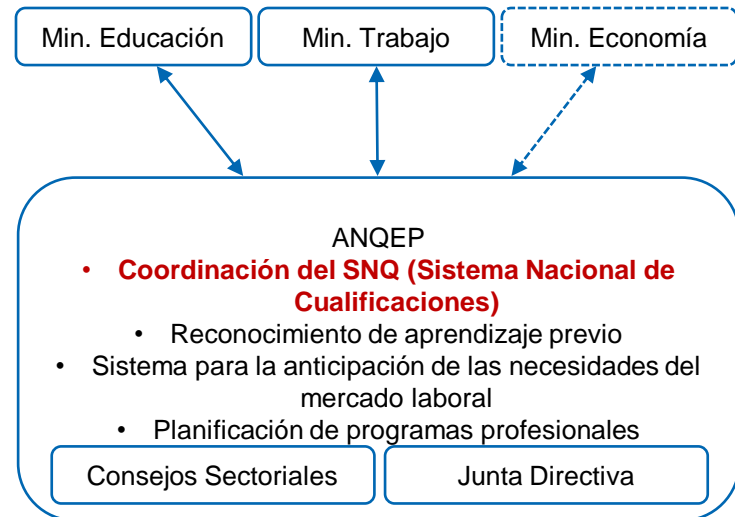 Min. Educación
Min. Trabajo
Min. Economía
ANQEP
• Coordinación del SNQ (Sistema Nacional de
Cualificaciones)
• Reconocimiento de aprendizaje previo
• Sistema para la anticipación de las necesidades del
mercado laboral
• Planificación de programas profesionales
Consejos Sectoriales
Junta Directiva